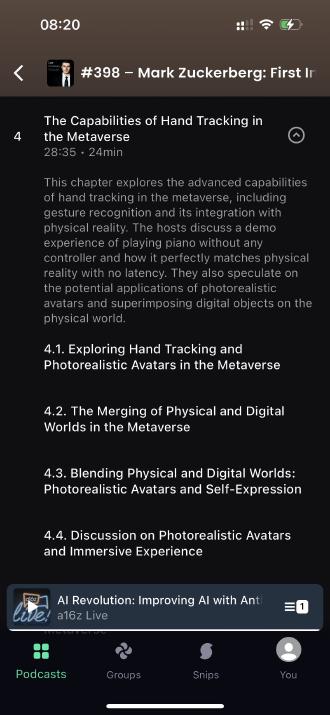 08:20
#398 – Mark Zuckerberg: First In
4
The Capabilities of Hand Tracking in
the Metaverse
28:35 • 24min
This chapter explores the advanced capabilities
of hand tracking in the metaverse, including
gesture recognition and its integration with
physical reality. The hosts discuss a demo
experience of playing piano without any
controller and how it perfectly matches physical
reality with no latency. They also speculate on
the potential applications of photorealistic
avatars and superimposing digital objects on the
physical world.
4.1. Exploring Hand Tracking and
Photorealistic Avatars in the Metaverse
4.2. The Merging of Physical and Digital
Worlds in the Metaverse
4.3. Blending Physical and Digital Worlds:
Photorealistic Avatars and Self-Expression
4.4. Discussion on Photorealistic Avatars
and Immersive Experience
live!
AI Revolution: Improving AI with Anti
a16z Live
1
Metaverse
Podcasts
Groups
Snips
You